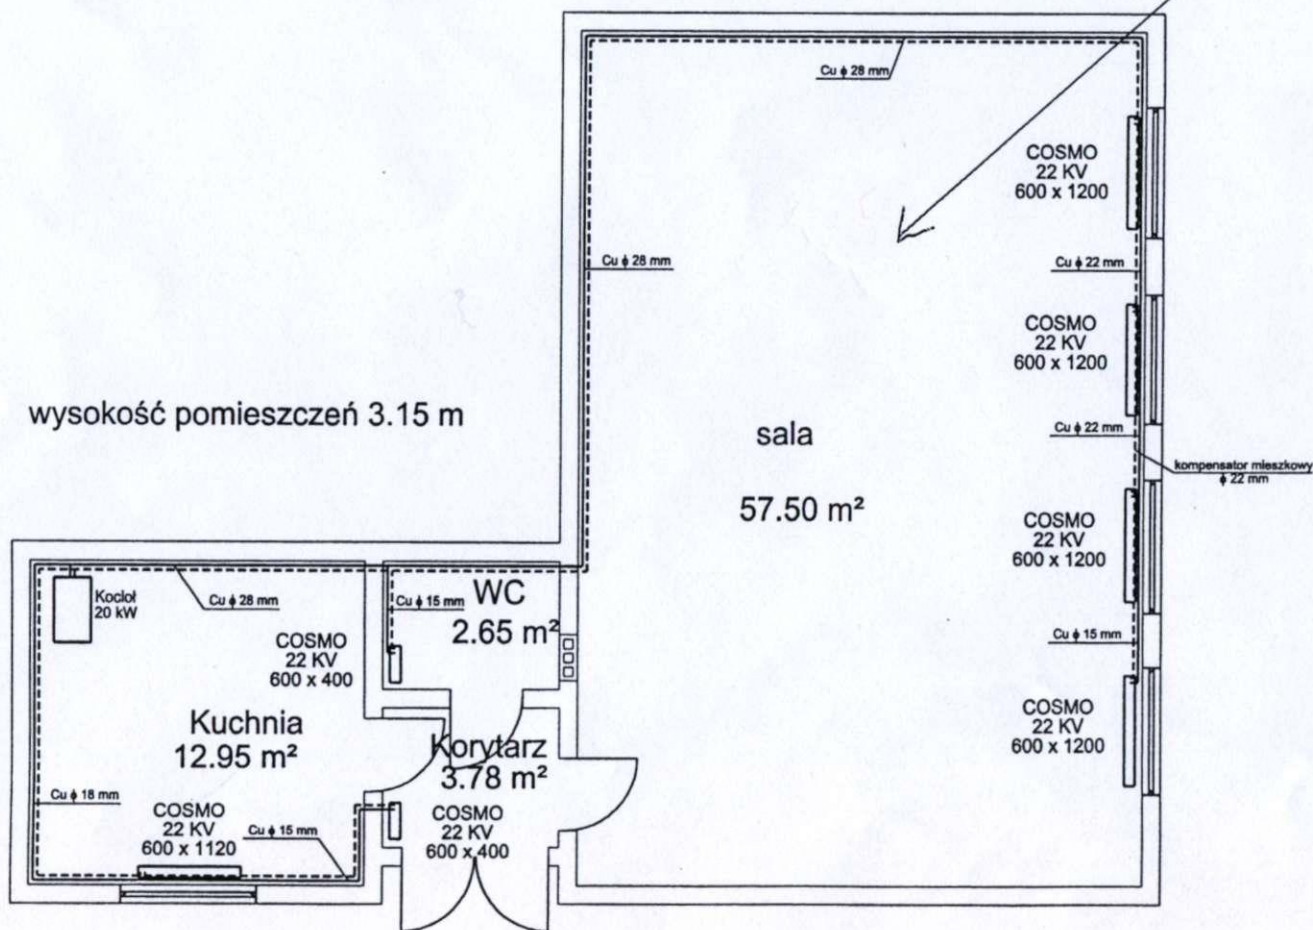 Cu ϕ 28 mm
COSMO
22 KV
600 x 1200
Cu ϕ 28 mm
Cu ϕ 22 mm
COSMO
22 KV
600 x 1200
wysokość pomieszczeń 3.15 m
sala
57.50 m²
Cu ϕ 22 mm
kompensator mieszkowy
ϕ 22 mm
COSMO
22 KV
600 x 1200
Kocioł
20 kW
Cu ϕ 28 mm
Cu ϕ 15 mm
WC
2.65 m²
COSMO
22 KV
600 x 400
Cu ϕ 15 mm
COSMO
22 KV
600 x 1200
Kuchnia
12.95 m²
Korytarz
3.78 m²
Cu ϕ 18 mm
COSMO
22 KV
600 x 1120
Cu ϕ 15 mm
COSMO
22 KV
600 x 400